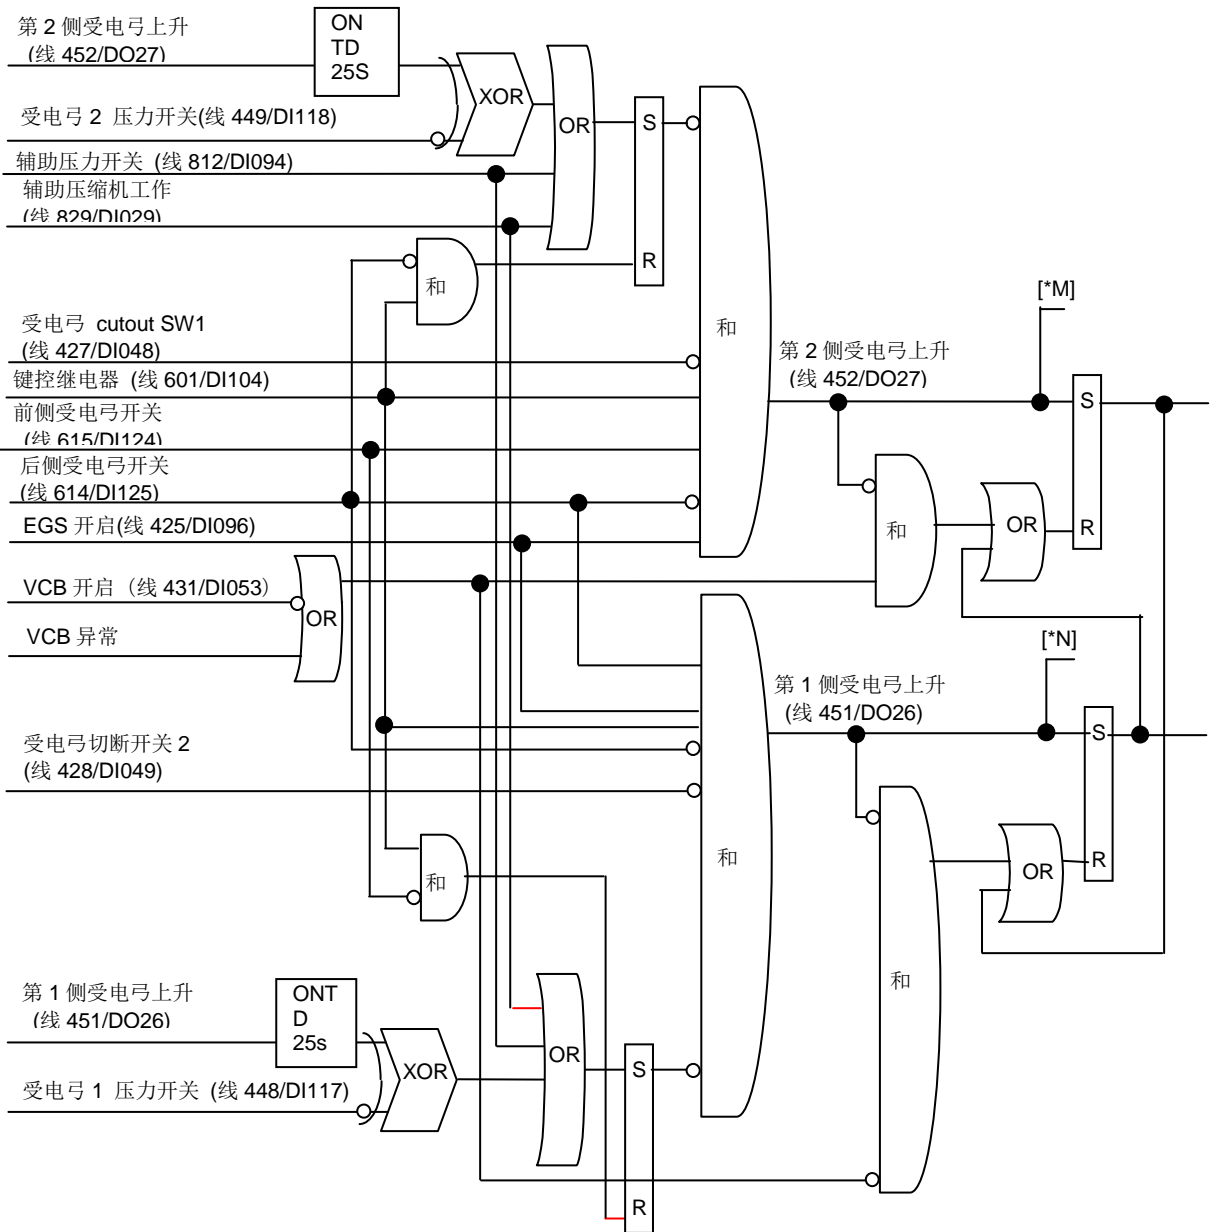 第 2 侧受电弓上升
(线 452/DO27)
ON
TD
25S
XOR
OR
S
受电弓 2 压力开关(线 449/DI118)
辅助压力开关 (线 812/DI094)
辅助压缩机工作
(线 829/DI029)
和
R
[*M]
受电弓 cutout SW1
(线 427/DI048)
和
第 2 侧受电弓上升
(线 452/DO27)
键控继电器 (线 601/DI104)
S
前侧受电弓开关
(线 615/DI124)
后侧受电弓开关
(线 614/DI125)
EGS 开启(线 425/DI096)
和
OR
R
VCB 开启（线 431/DI053）
OR
VCB 异常
[*N]
第 1 侧受电弓上升
(线 451/DO26)
S
受电弓切断开关 2
(线 428/DI049)
和
和
OR
R
第 1 侧受电弓上升
(线 451/DO26)
ONT
D
25s
和
XOR
OR
S
受电弓 1 压力开关 (线 448/DI117)
R